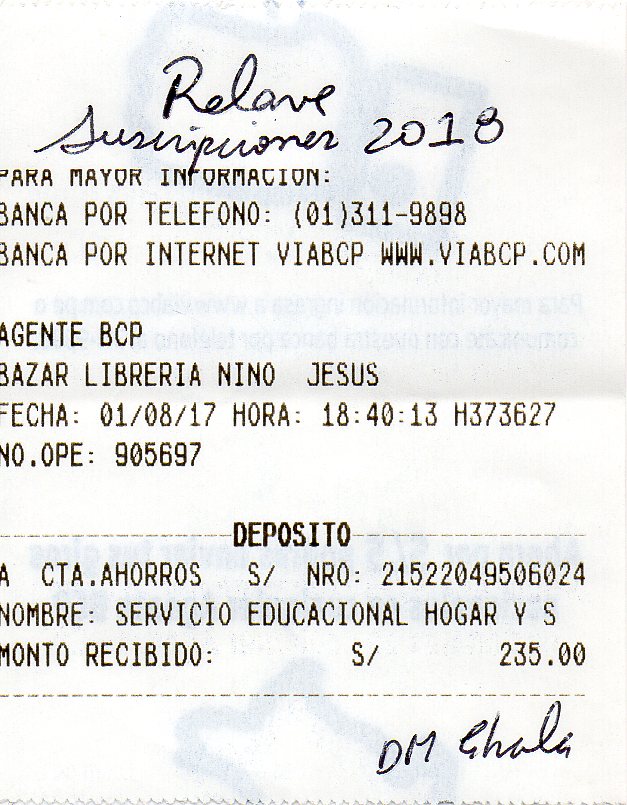 Relave
Suscripciones 2018
PARA MAYOR INFORMACION:
BANCA POR TELEFONO: (01)311-9898
BANCA POR INTERNET VIABCP WWW.VIABCP.COM
AGENTE BCP
BAZAR LIBRERIA NINO JESUS
FECHA: 01/08/17 HORA: 18:40:13 H373627
NO.OPE: 905697
DEPOSITO
A CTA.AHORROS S/ NRO: 21522049506024
NOMBRE: SERVICIO EDUCACIONAL HOGAR Y S
MONTO RECIBIDO: S/ 235.00
DM Chala